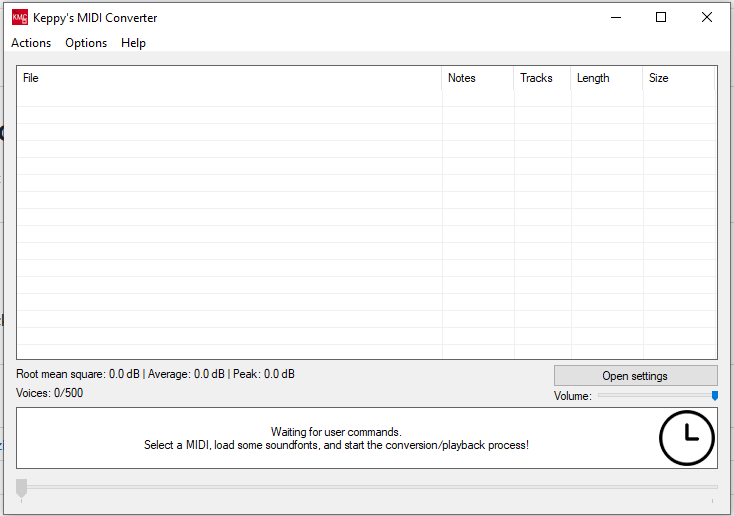 KMC Keppy's MIDI Converter
Actions Options Help
File Notes Tracks Length Size
Root mean square: 0.0 dB | Average: 0.0 dB | Peak: 0.0 dB
Open settings
Voices: 0/500
Volume:
Waiting for user commands.
Select a MIDI, load some soundfonts, and start the conversion/playback process!